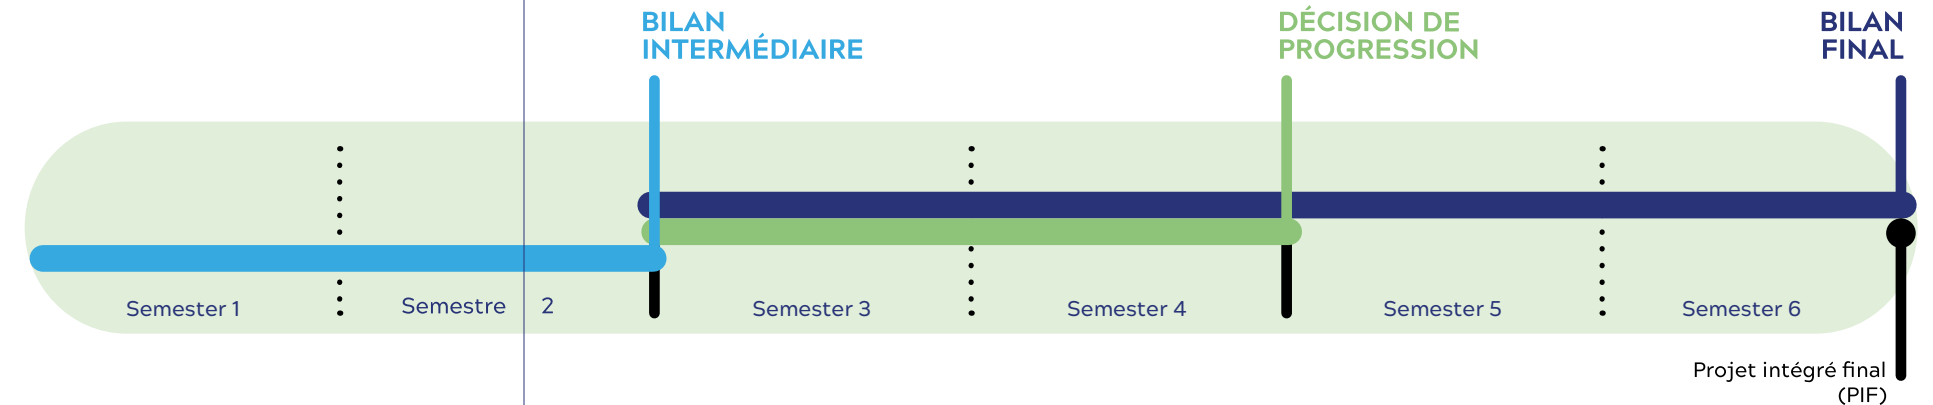 BILAN
INTERMÉDIAIRE
DÉCISION DE
PROGRESSION
BILAN
FINAL
Semester 1
Semestre 2
Semester 3
Semester 4
Semester 5
Semester 6
Projet intégré final
(PIF)